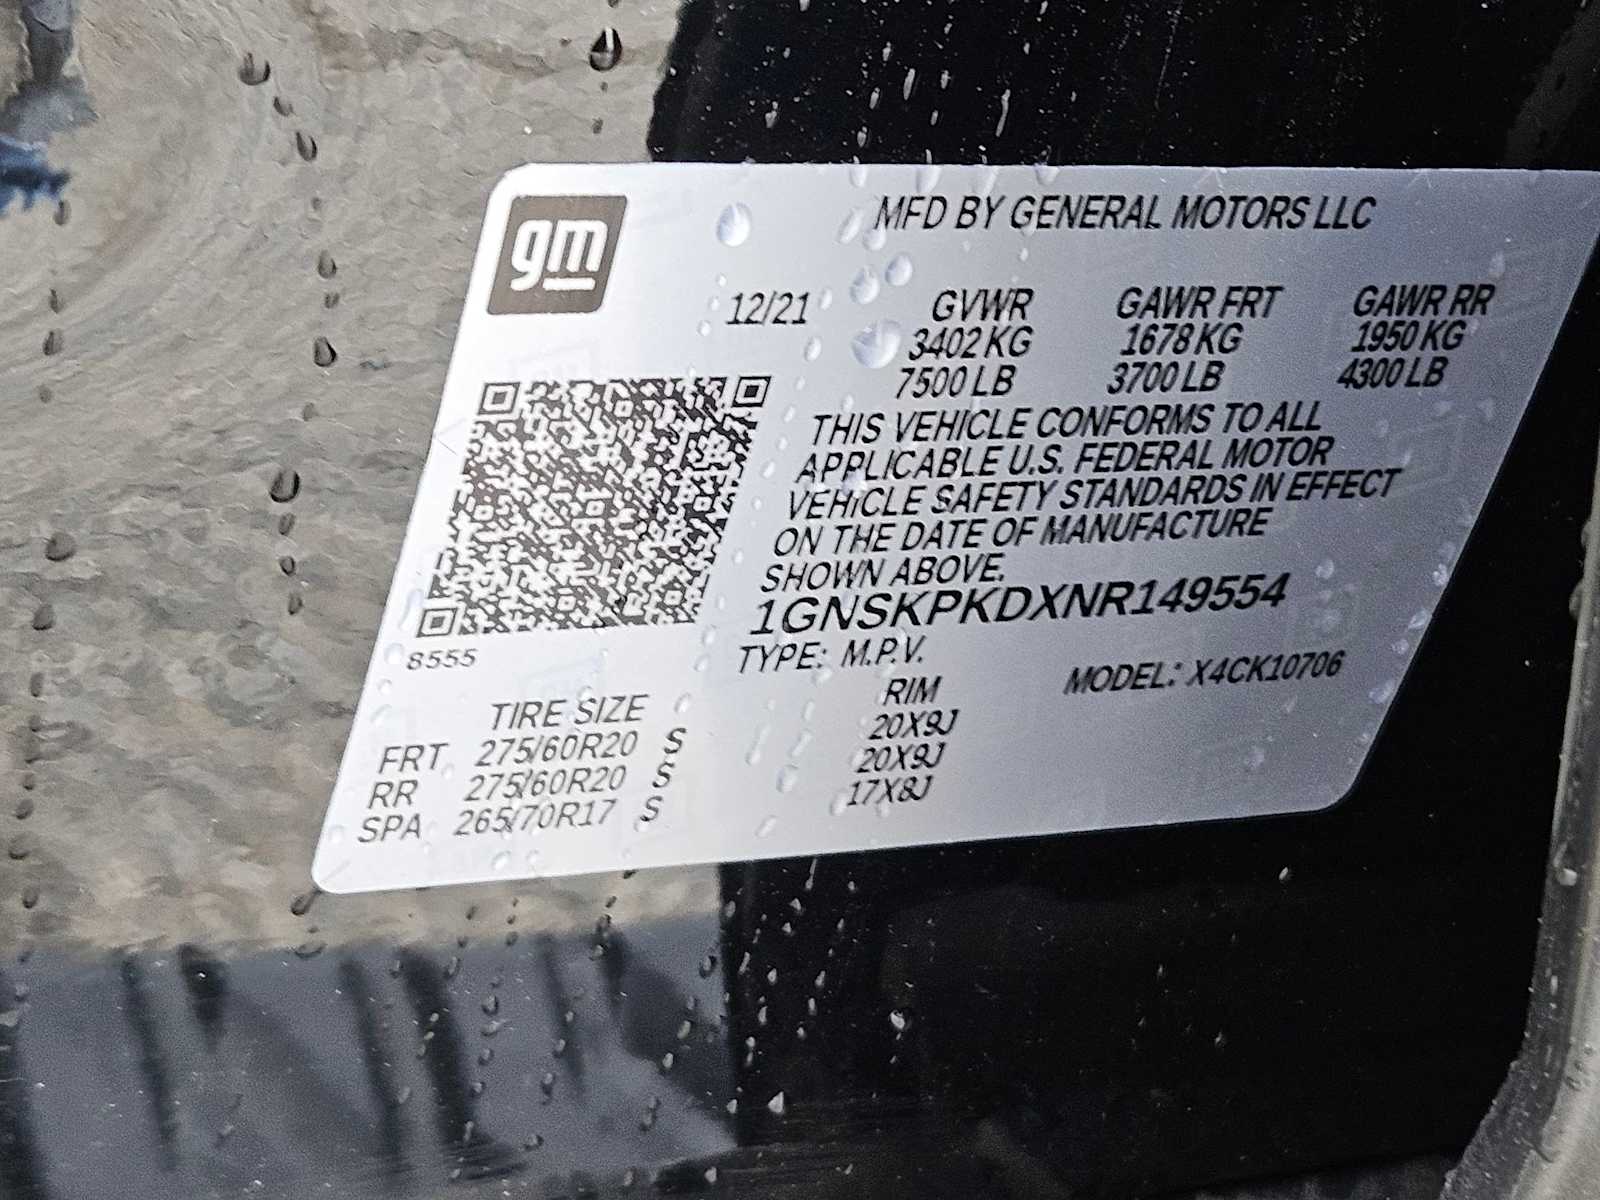 gm
MFD BY GENERAL MOTORS LLC
12/21 GVWR GAWR FRT GAWR RR
3402 KG 1678 KG 1950 KG
7500 LB 3700 LB 4300 LB
THIS VEHICLE CONFORMS TO ALL
APPLICABLE U.S. FEDERAL MOTOR
VEHICLE SAFETY STANDARDS IN EFFECT
ON THE DATE OF MANUFACTURE
SHOWN ABOVE.
1GNSKPKDXNR149554
8555
TYPE: M.P.V. MODEL: X4CK10706
TIRE SIZE RIM
FRT 275/60R20 S 20X9J
RR 275/60R20 S 20X9J
SPA 265/70R17 S 17X8J